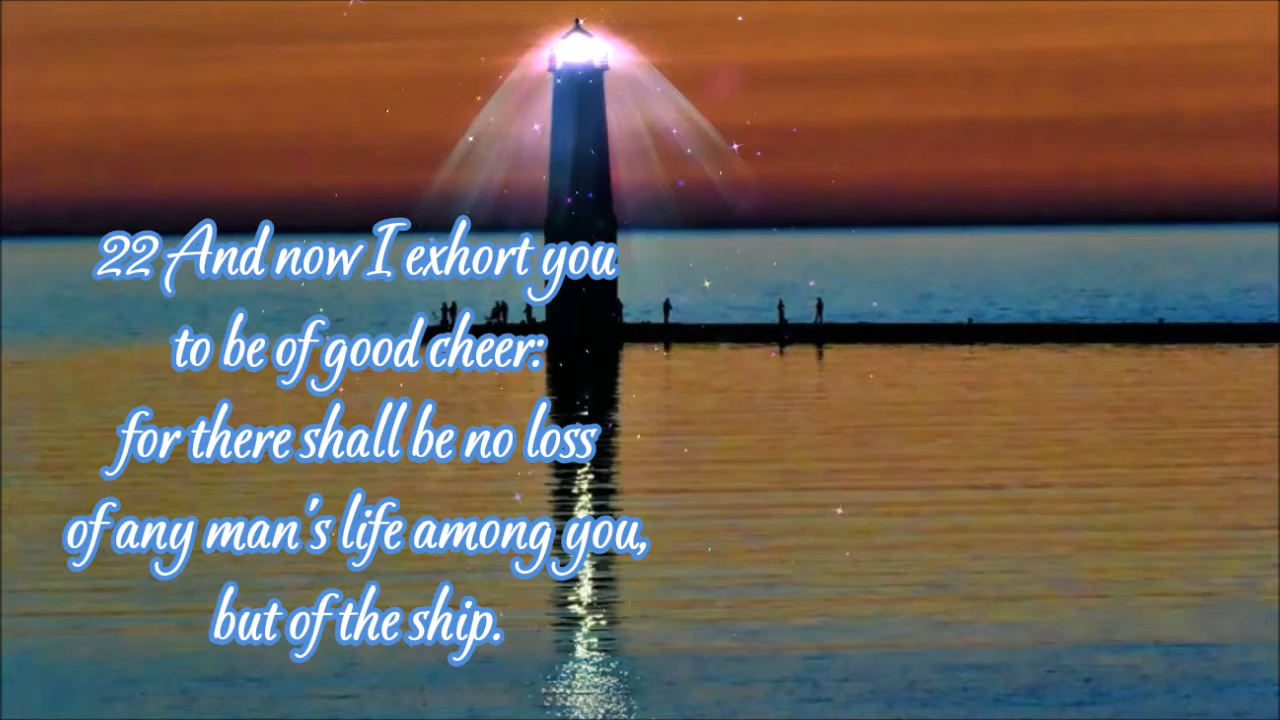 22 And now I exhort you
to be of good cheer:
for there shall be no loss
of any man's life among you,
but of the ship.